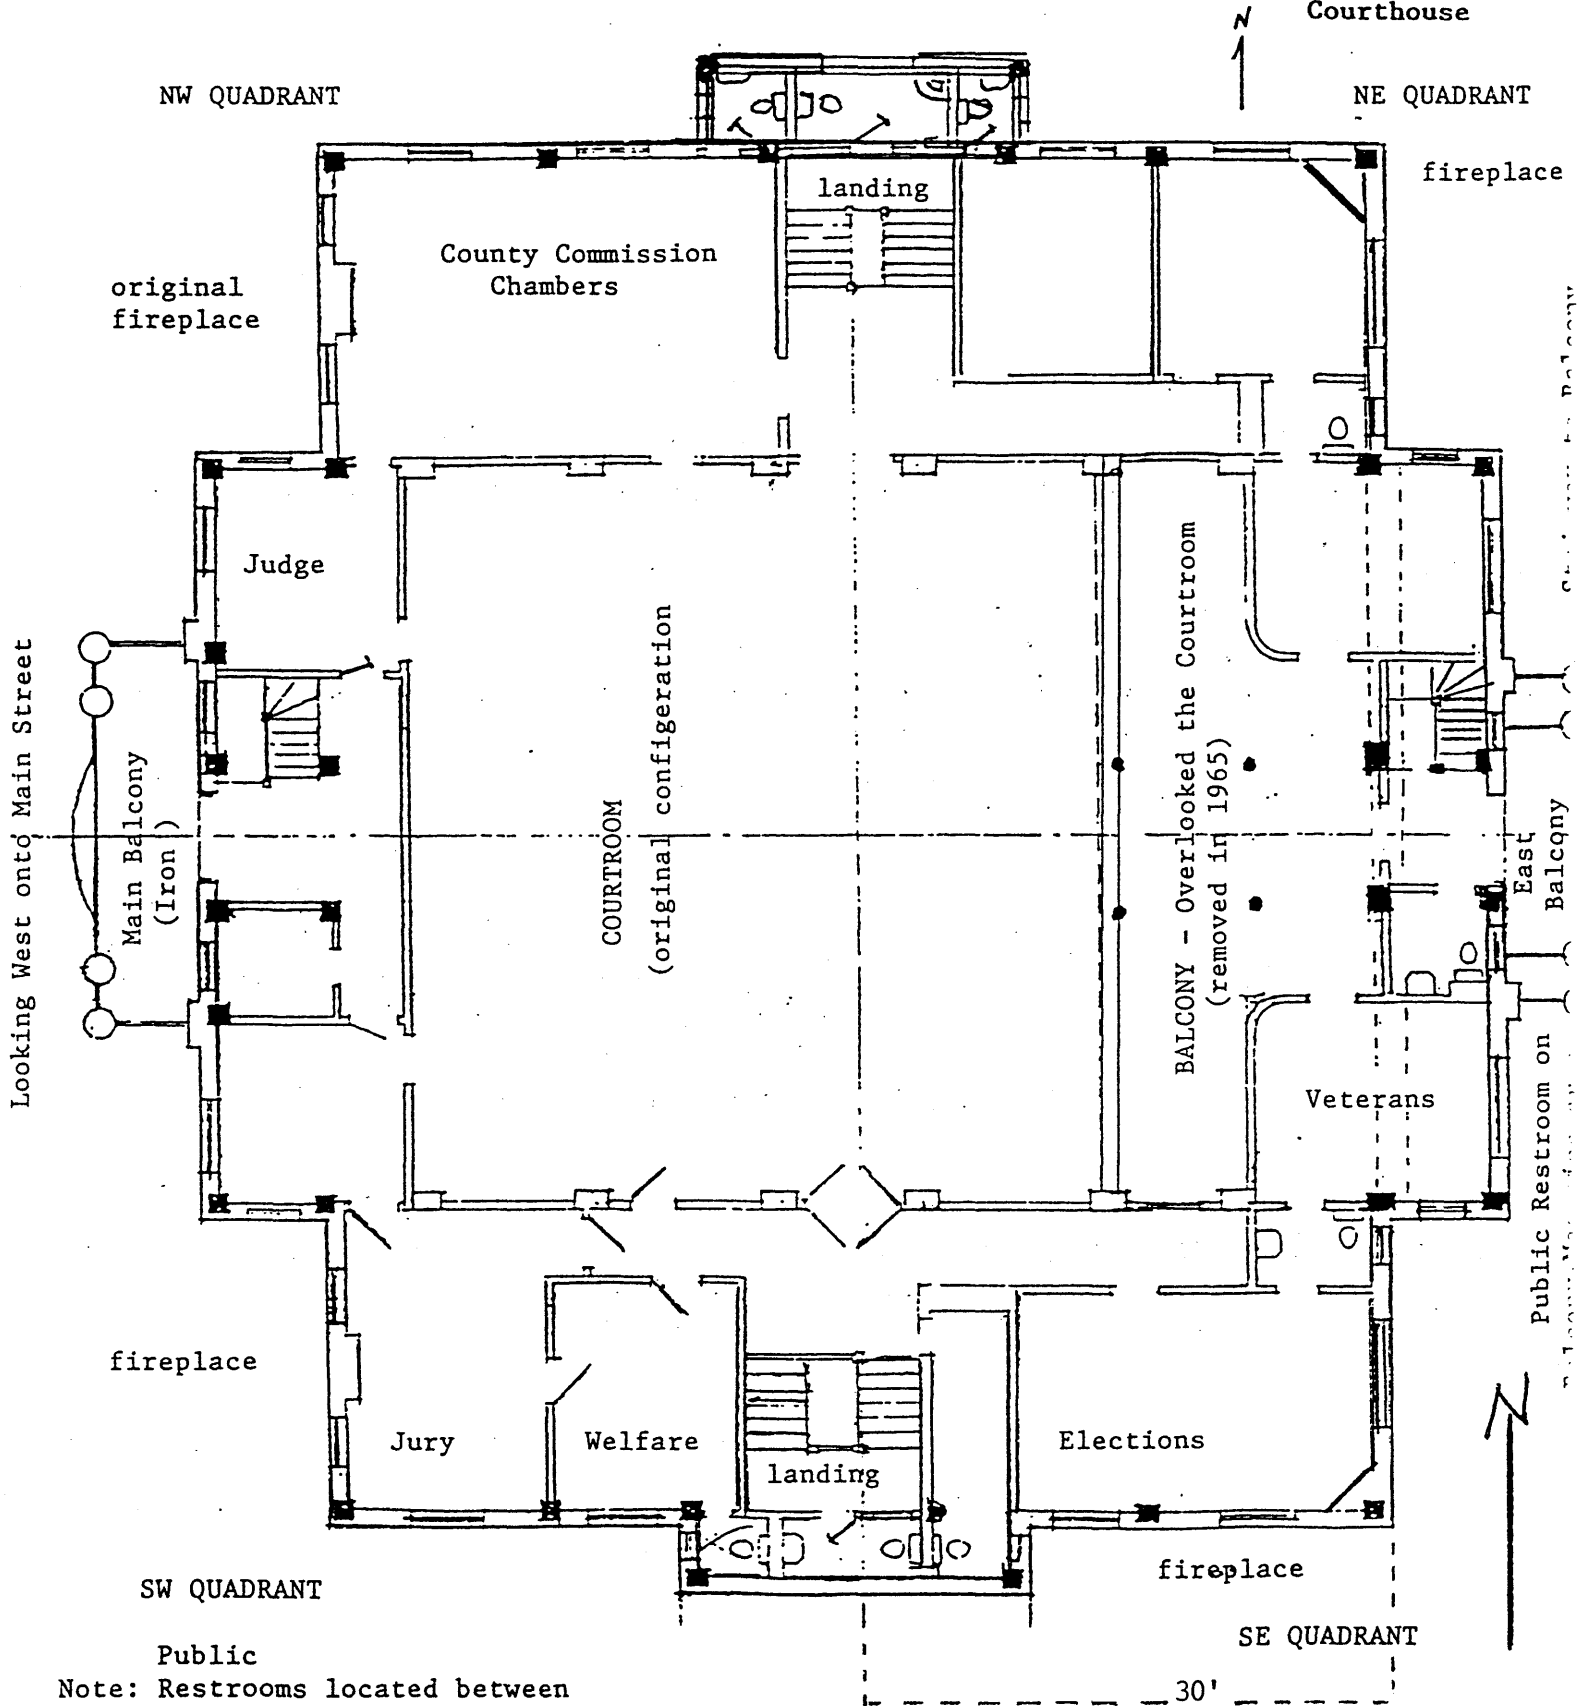 Courthouse
N
NW QUADRANT
NE QUADRANT
fireplace
landing
County Commission
Chambers
original
fireplace
Judge
Looking West onto Main Street
Main Balcony
(Iron)
COURTROOM
(original configeration
BALCONY - Overlooked the Courtroom
(removed in 1965)
East
Balcony
Veterans
Public Restroom on
fireplace
Jury
Welfare
landing
Elections
N
fireplace
SW QUADRANT
SE QUADRANT
Public
Note: Restrooms located between
30'